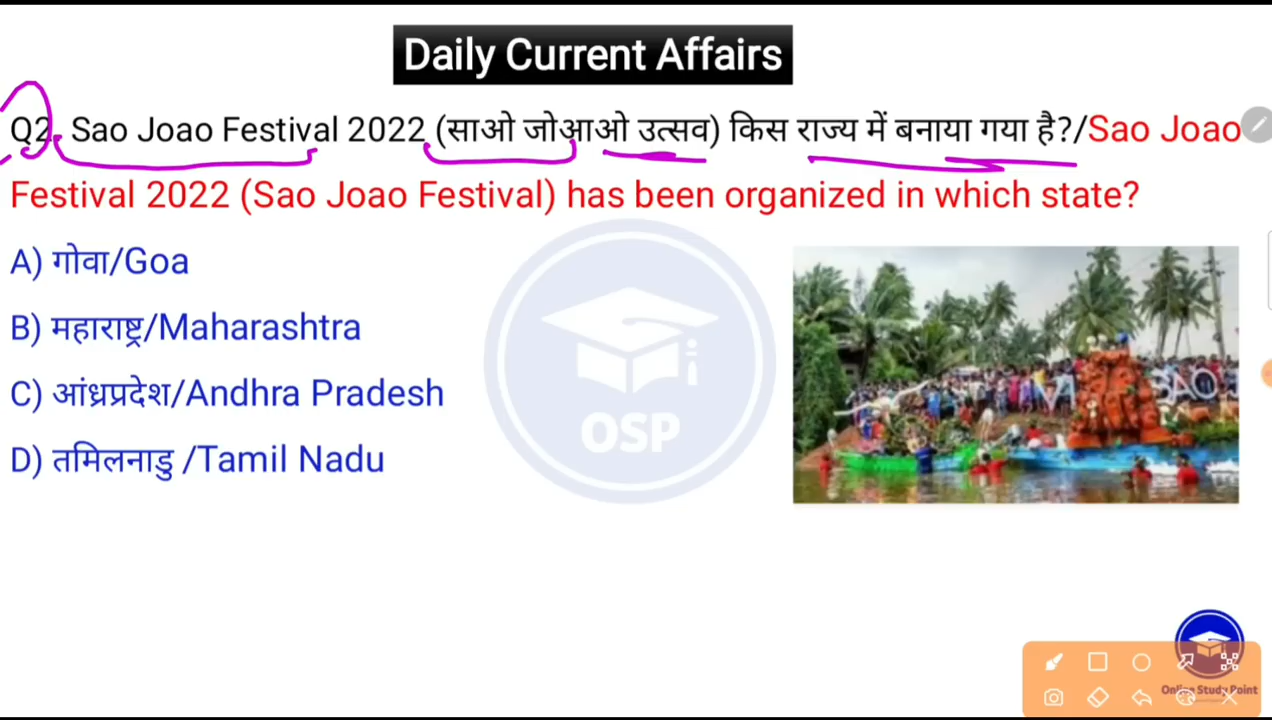 Daily Current Affairs
Q2. Sao Joao Festival 2022 (साओ जोआओ उत्सव) किस राज्य में बनाया गया है?/Sao Joao
Festival 2022 (Sao Joao Festival) has been organized in which state?
A) गोवा/Goa
B) महाराष्ट्र/Maharashtra
C) आंध्रप्रदेश/Andhra Pradesh
D) तमिलनाडु /Tamil Nadu
OSP
SAO
Online Study Point